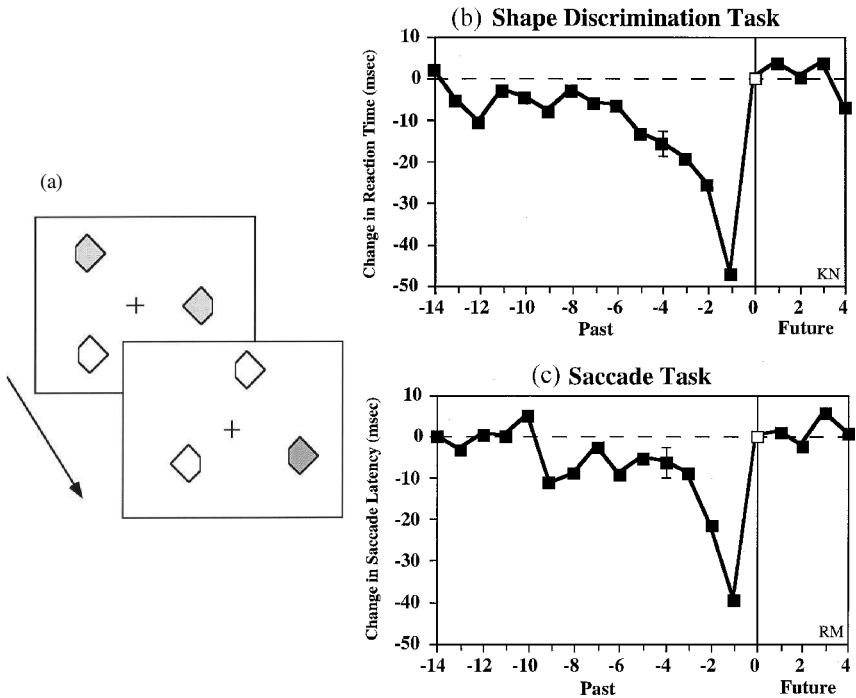 (a)
(b) Shape Discrimination Task
Change in Reaction Time (msec)
10
0
-10
-20
-30
-40
-50
KN
-14 -12 -10 -8 -6 -4 -2 0 2 4
Past Future
(c) Saccade Task
Change in Saccade Latency (msec)
10
0
-10
-20
-30
-40
-50
RM
-14 -12 -10 -8 -6 -4 -2 0 2 4
Past Future